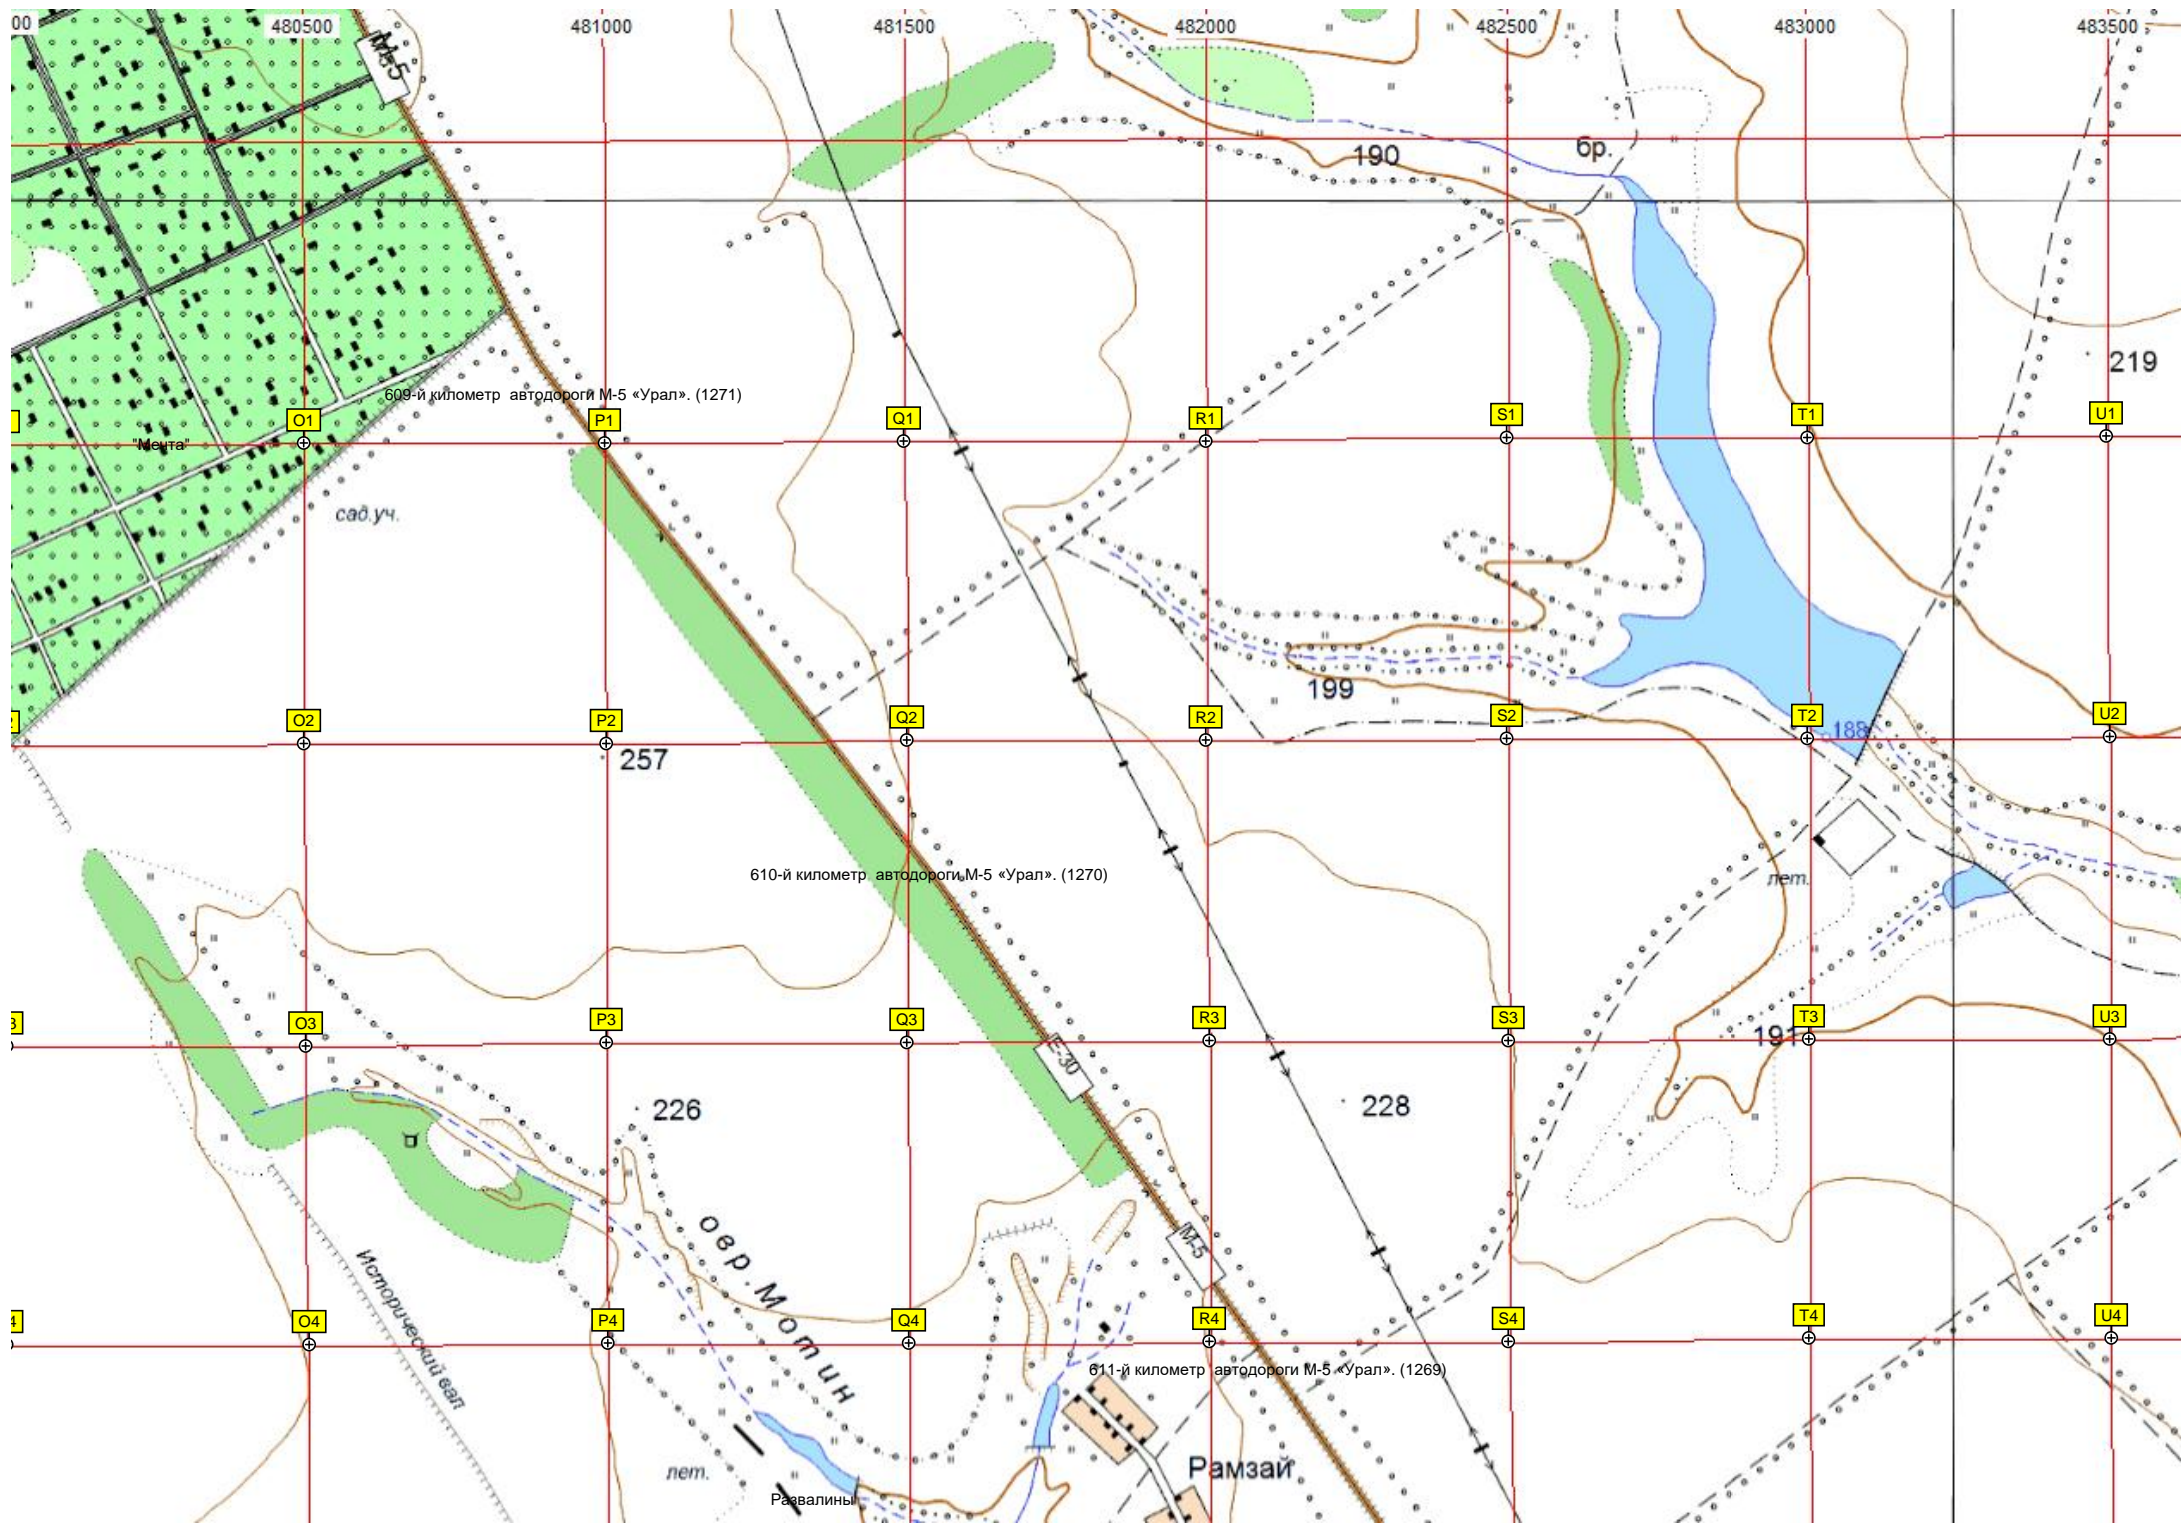 00 480500 481000 481500 482000 482500 483000 483500
М-5
190
бр.
219
609-й километр автодороги М-5 «Урал». (1271)
O1 P1 Q1 R1 S1 T1 U1
"Мечта"
сад.уч.
199
O2 P2 Q2 R2 S2 T2 U2
188
257
610-й километр автодороги М-5 «Урал». (1270)
лет.
O3 P3 Q3 R3 S3 T3 U3
191
E-30
226
228
овр. Мотин
М-5
Исторический вал
O4 P4 Q4 R4 S4 T4 U4
611-й километр автодороги М-5 «Урал». (1269)
лет.
Рамзай
Развалины